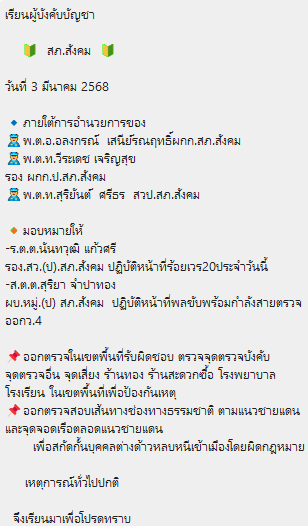 เรียนผู้บังคับบัญชา
🔰 สภ.สังคม 🔰
วันที่ 3 มีนาคม 2568
🔹ภายใต้การอำนวยการของ
👮พ.ต.อ.อลงกรณ์ เสนีย์รณฤทธิ์ผกก.สภ.สังคม
👮พ.ต.ท.วีระเดช เจริญสุข
รอง ผกก.ป.สภ.สังคม
👮พ.ต.ท.สุริยันต์ ศรีธร สวป.สภ.สังคม
🔸มอบหมายให้
-ร.ต.ต.นันทวุฒิ แก้วศรี
รอง.สว.(ป).สภ.สังคม ปฏิบัติหน้าที่ร้อยเวร20ประจำวันนี้
-ส.ต.ต.สุริยา จำปาทอง
ผบ.หมู่.(ป) สภ.สังคม ปฏิบัติหน้าที่พลขับพร้อมกำลังสายตรวจ
ออกว.4
📌ออกตรวจในเขตพื้นที่รับผิดชอบ ตรวจจุดตรวจบังคับ
จุดตรวจอื่น จุดเสี่ยง ร้านทอง ร้านสะดวกซื้อ โรงพยาบาล
โรงเรียน ในเขตพื้นที่เพื่อป้องกันเหตุ
📌ออกตรวจสอบเส้นทางช่องทางธรรมชาติ ตามแนวชายแดน
และจุดจอดเรือตลอดแนวชายแดน
เพื่อสกัดกั้นบุคคลต่างด้าวหลบหนีเข้าเมืองโดยผิดกฎหมาย
เหตุการณ์ทั่วไปปกติ
จึงเรียนมาเพื่อโปรดทราบ